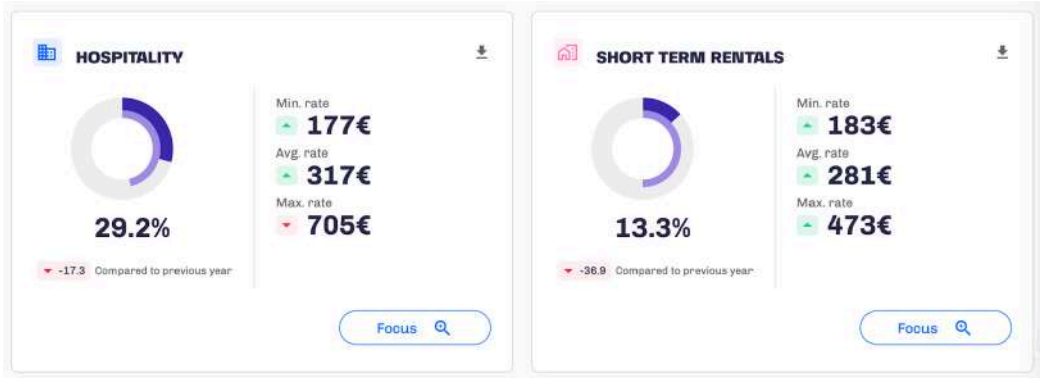 HOSPITALITY
Min. rate
177€
Avg. rate
317€
Max. rate
705€
29.2%
-17.3 Compared to previous year
Focus
SHORT TERM RENTALS
Min. rate
183€
Avg. rate
281€
Max. rate
473€
13.3%
-36.9 Compared to previous year
Focus